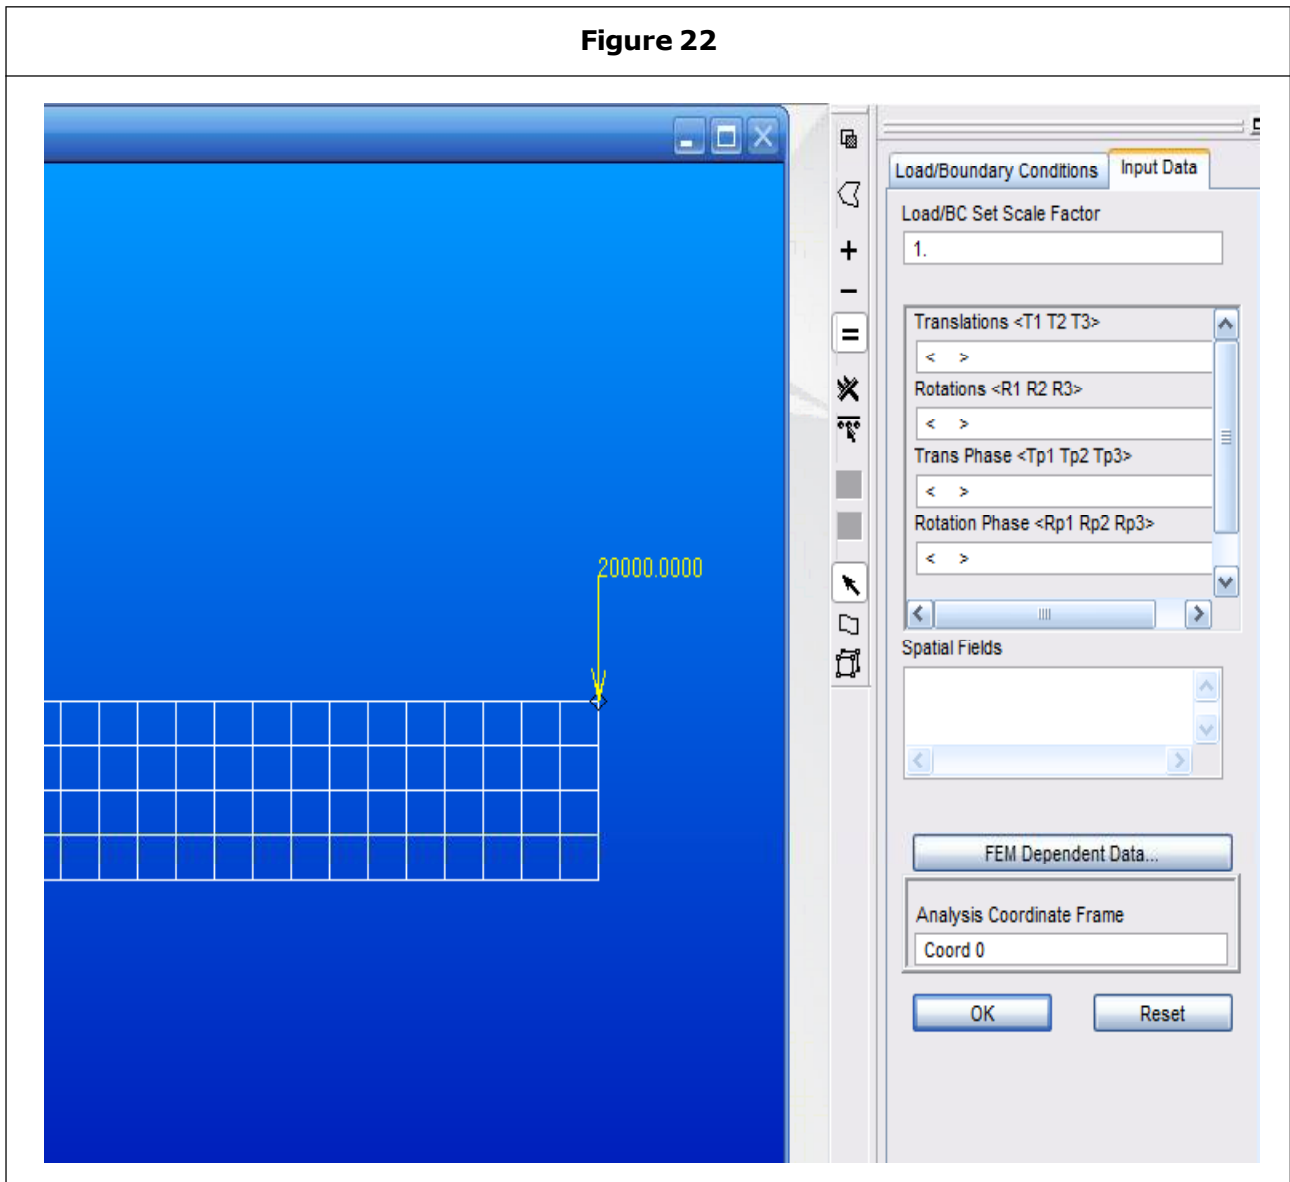 Figure 22
Load/Boundary Conditions
Input Data
Load/BC Set Scale Factor
1.
Translations <T1 T2 T3>
< >
Rotations <R1 R2 R3>
< >
Trans Phase <Tp1 Tp2 Tp3>
< >
Rotation Phase <Rp1 Rp2 Rp3>
< >
20000.0000
Spatial Fields
FEM Dependent Data...
Analysis Coordinate Frame
Coord 0
OK
Reset